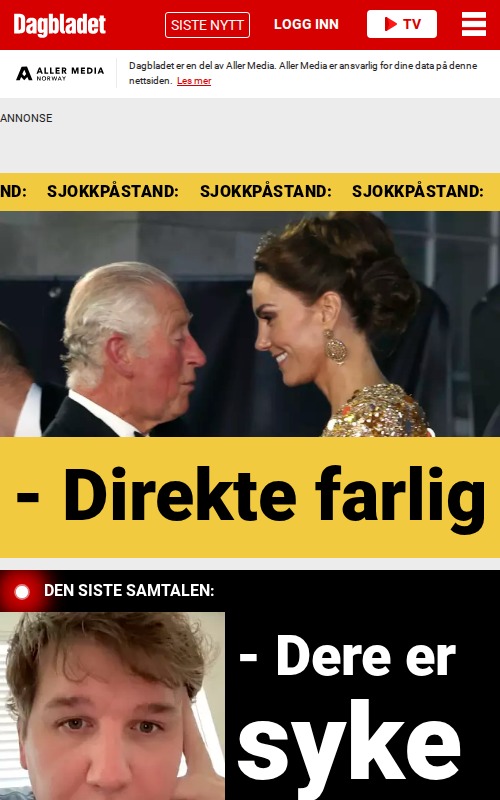 Dagbladet
SISTE NYTT
LOGG INN
TV
ALLER MEDIA
NORWAY
Dagbladet er en del av Aller Media. Aller Media er ansvarlig for dine data på denne
nettsiden. Les mer
ANNONSE
ND: SJOKKPÅSTAND: SJOKKPÅSTAND: SJOKKPÅSTAND:
- Direkte farlig
DEN SISTE SAMTALEN:
- Dere er
syke